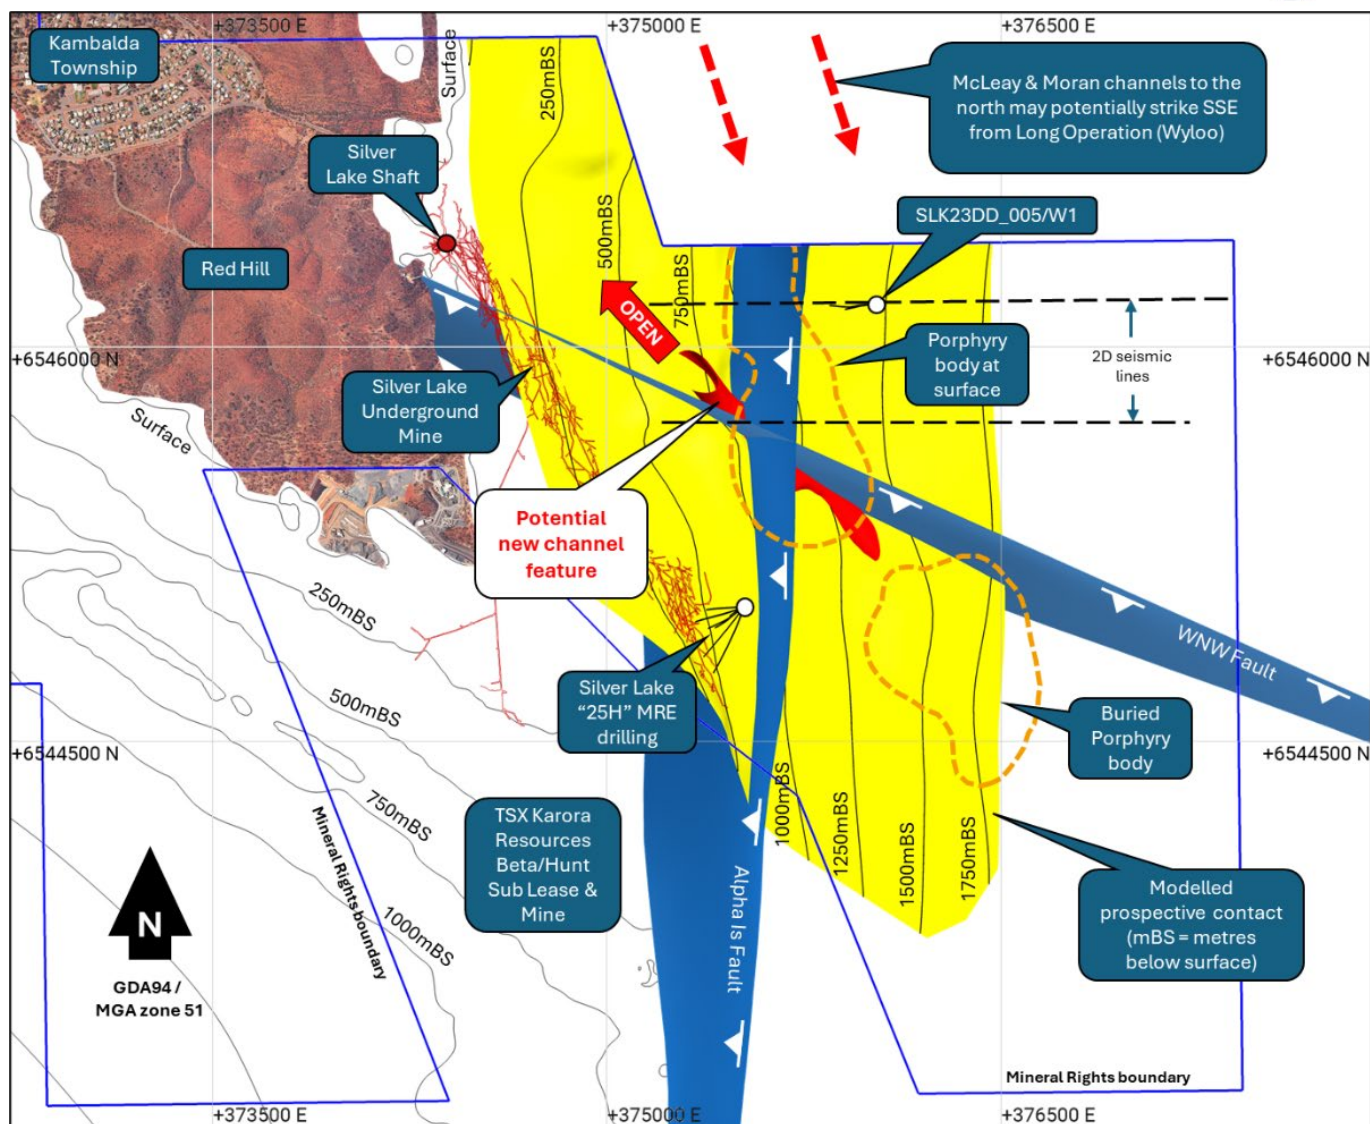 +373500 E
+375000 E
+376500 E
Kambalda
Township
Surface
250mBS
McLeay & Moran channels to the
north may potentially strike SSE
from Long Operation (Wyloo)
Silver
Lake Shaft
SLK23DD_005/W1
500mBS
750mBS
Red Hill
OPEN
+6546000 N
+6546000 N
Porphyry
body at
surface
2D seismic
lines
Silver Lake
Underground
Mine
Surface
Potential
new channel
feature
250mBS
WNW Fault
500mBS
Silver Lake
“25H” MRE
drilling
Buried
Porphyry
body
+6544500 N
+6544500 N
750mBS
Mineral Rights boundary
TSX Karora
Resources
Beta/Hunt
Sub Lease &
Mine
1000mBS
1250mBS
1500mBS
1750mBS
Alpha Is Fault
Modelled
prospective contact
(mBS = metres
below surface)
1000mBS
N
GDA94 /
MGA zone 51
Mineral Rights boundary
+373500 E
+375000 E
+376500 E